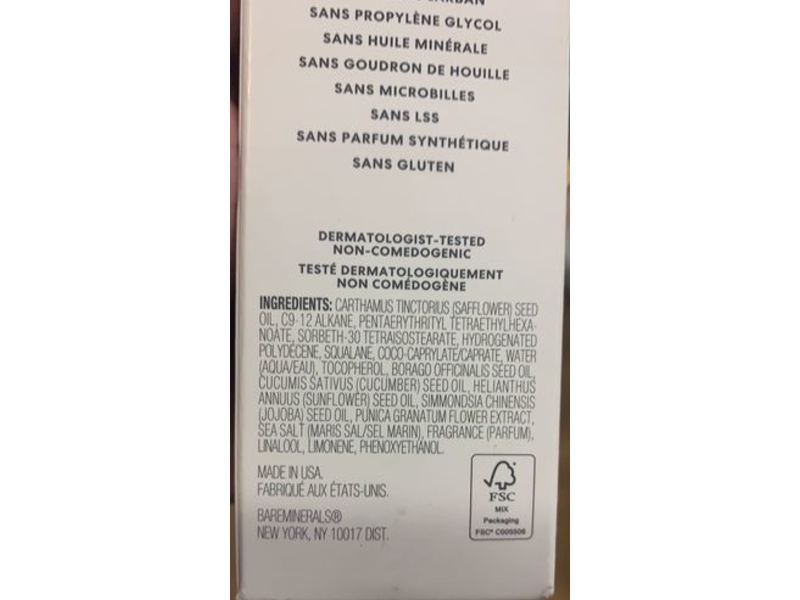 SANS PROPYLÈNE GLYCOL
SANS HUILE MINÉRALE
SANS GOUDRON DE HOUILLE
SANS MICROBILLES
SANS LSS
SANS PARFUM SYNTHÉTIQUE
SANS GLUTEN
DERMATOLOGIST-TESTED
NON-COMEDOGENIC
TESTÉ DERMATOLOGIQUEMENT
NON COMÉDOGÈNE
INGREDIENTS: CARTHAMUS TINCTORIUS (SAFFLOWER) SEED
OIL, C9-12 ALKANE, PENTAERYTHRITYL TETRAETHYLHEXA-
NOATE, SORBETH-30 TETRAISOSTEARATE, HYDROGENATED
POLYDECENE, SQUALANE, COCO-CAPRYLATE/CAPRATE, WATER
(AQUA/EAU), TOCOPHEROL, BORAGO OFFICINALIS SEED OIL,
CUCUMIS SATIVUS (CUCUMBER) SEED OIL, HELIANTHUS
ANNUUS (SUNFLOWER) SEED OIL, SIMMONDSIA CHINENSIS
(JOJOBA) SEED OIL, PUNICA GRANATUM FLOWER EXTRACT,
SEA SALT (MARIS SAL/SEL MARIN), FRAGRANCE (PARFUM),
LINALOOL, LIMONENE, PHENOXYETHANOL.
MADE IN USA.
FABRIQUÉ AUX ÉTATS-UNIS.
BAREMINERALS®
NEW YORK, NY 10017 DIST.
FSC
MIX
Packaging
FSC®